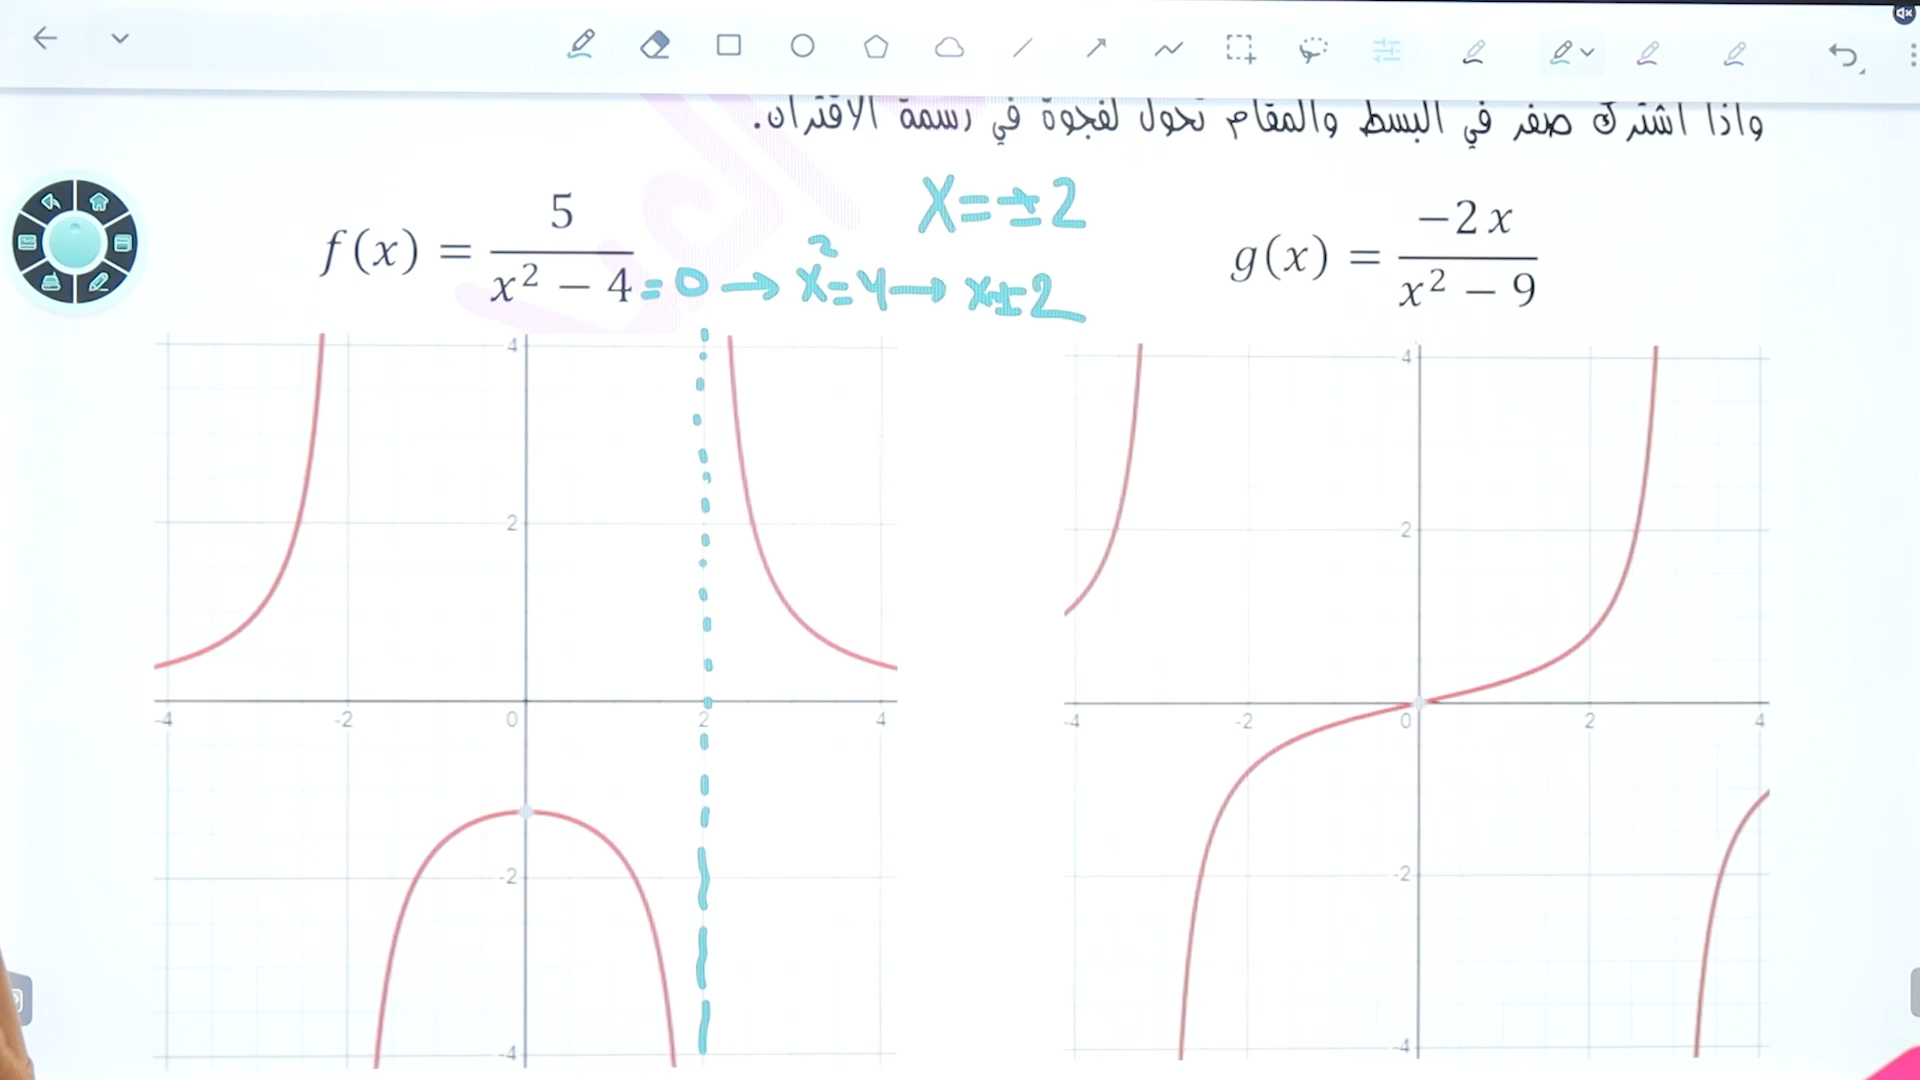 واذا اشترك صفر في البسط والمقام تحول لفجوة في رسمة الاقتران.
x = ±2
f(x) = 5 / (x² − 4) = 0 → x² = 4 → x = ±2
g(x) = −2x / (x² − 9)
4
2
-4 -2 0 2 4
-2
-4
4
2
-4 -2 0 2 4
-2
-4